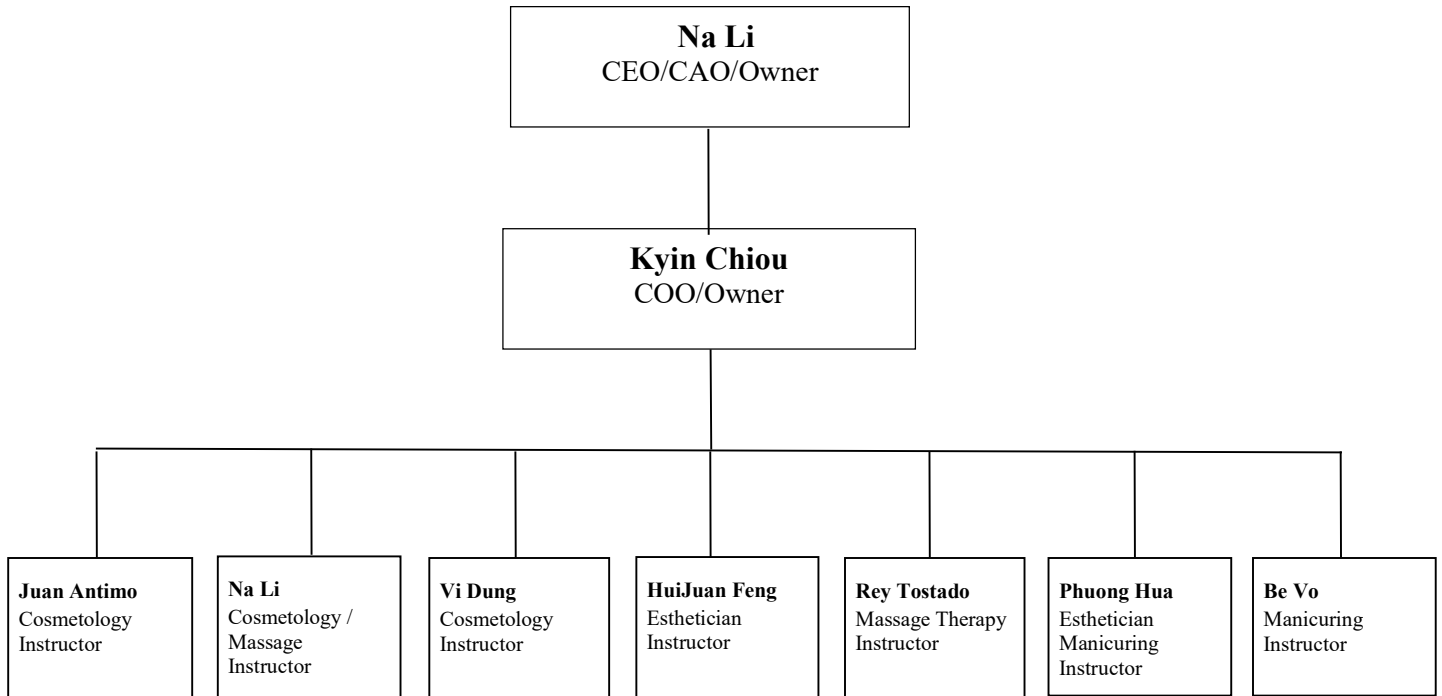 Na Li
CEO/CAO/Owner
Kyin Chiou
COO/Owner
Juan Antimo
Cosmetology
Instructor
Na Li
Cosmetology /
Massage
Instructor
Vi Dung
Cosmetology
Instructor
HuiJuan Feng
Esthetician
Instructor
Rey Tostado
Massage Therapy
Instructor
Phuong Hua
Esthetician
Manicuring
Instructor
Be Vo
Manicuring
Instructor